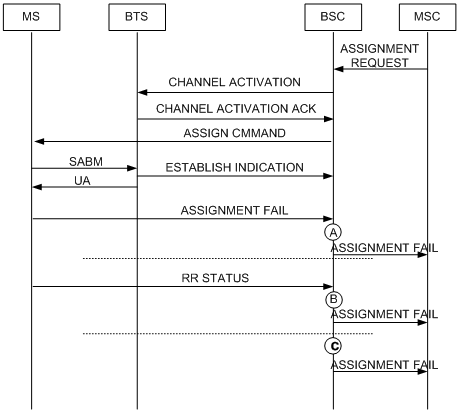 MS BTS BSC MSC
ASSIGNMENT
REQUEST
CHANNEL ACTIVATION
CHANNEL ACTIVATION ACK
ASSIGN CMMAND
SABM
ESTABLISH INDICATION
UA
ASSIGNMENT FAIL
A
ASSIGNMENT FAIL
RR STATUS
B
ASSIGNMENT FAIL
C
ASSIGNMENT FAIL